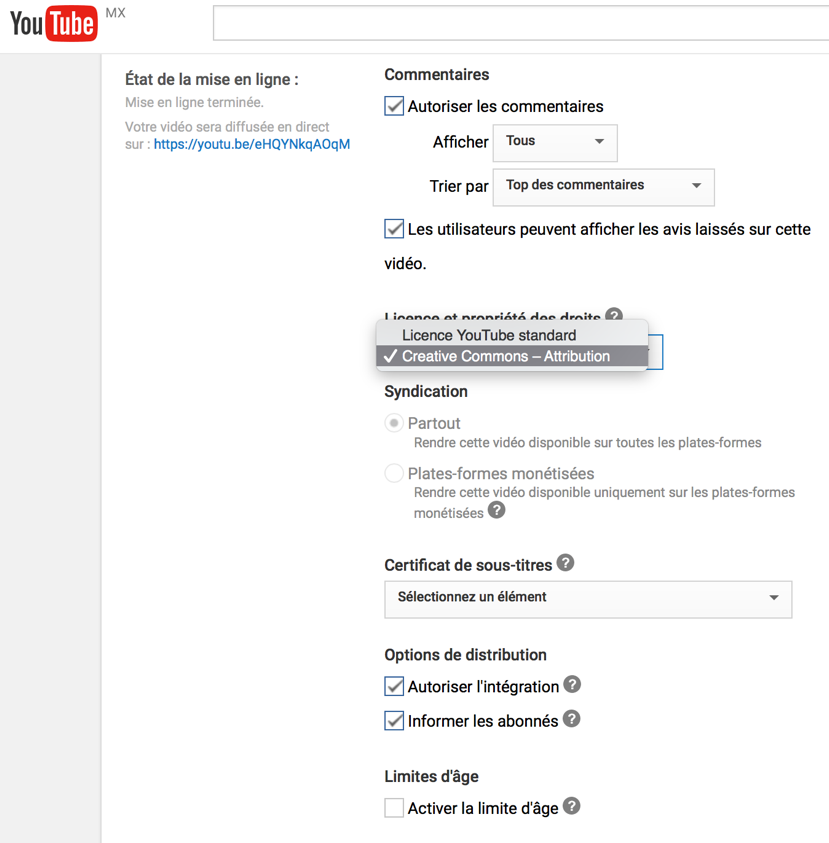 YouTube MX
État de la mise en ligne :
Mise en ligne terminée.
Votre vidéo sera diffusée en direct
sur : https://youtu.be/eHQYNkqAOqM
Commentaires
Autoriser les commentaires
Afficher Tous
Trier par Top des commentaires
Les utilisateurs peuvent afficher les avis laissés sur cette
vidéo.
Licence et propriété des droits ?
Licence YouTube standard
✓ Creative Commons – Attribution
Syndication
Partout
Rendre cette vidéo disponible sur toutes les plates-formes
Plates-formes monétisées
Rendre cette vidéo disponible uniquement sur les plates-formes
monétisées ?
Certificat de sous-titres ?
Sélectionnez un élément
Options de distribution
Autoriser l'intégration ?
Informer les abonnés ?
Limites d'âge
Activer la limite d'âge ?